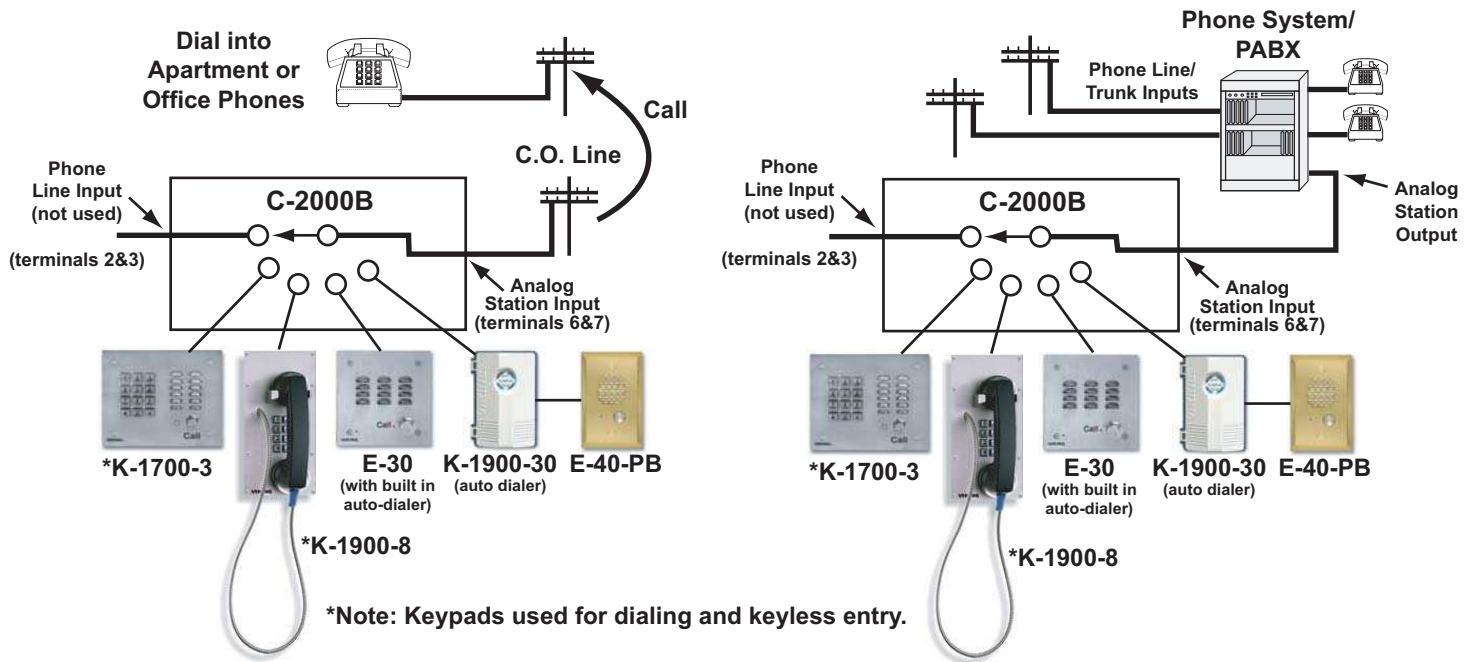 Dial into
Apartment or
Office Phones
Call
C.O. Line
Phone
Line Input
(not used)
(terminals 2&3)
C-2000B
Analog
Station Input
(terminals 6&7)
Call
Call
*K-1700-3
E-30
(with built in
auto-dialer)
K-1900-30
(auto dialer)
E-40-PB
*K-1900-8
Phone System/
PABX
Phone Line/
Trunk Inputs
Phone
Line Input
(not used)
(terminals 2&3)
C-2000B
Analog
Station
Output
Analog
Station Input
(terminals 6&7)
Call
Call
*K-1700-3
E-30
(with built in
auto-dialer)
K-1900-30
(auto dialer)
E-40-PB
*K-1900-8
*Note: Keypads used for dialing and keyless entry.